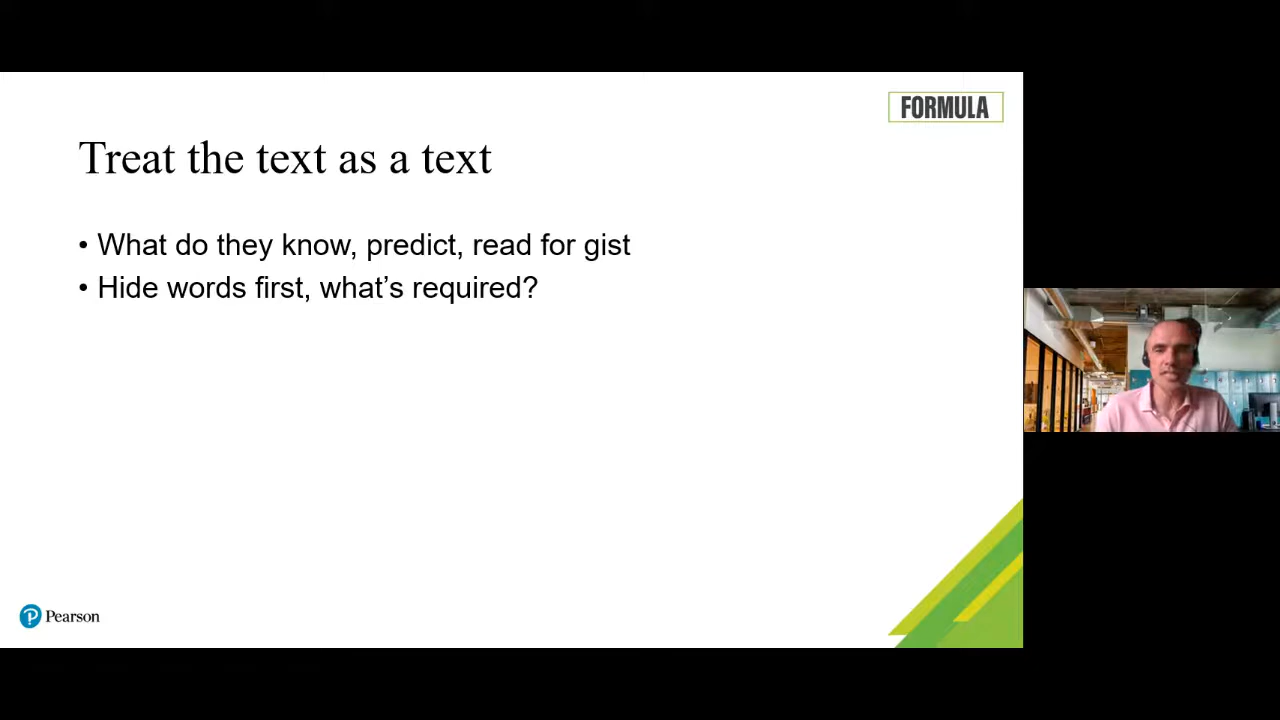 FORMULA
Treat the text as a text
• What do they know, predict, read for gist
• Hide words first, what’s required?
Pearson